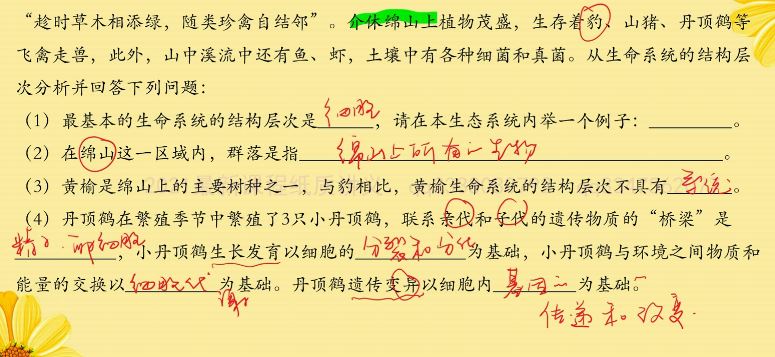 “趁时草木相添绿，随类珍禽自结邻”。介休绵山上植物茂盛，生存着豹、山猪、丹顶鹤等
飞禽走兽，此外，山中溪流中还有鱼、虾，土壤中有各种细菌和真菌。从生命系统的结构层
次分析并回答下列问题：
（1）最基本的生命系统的结构层次是细胞，请在本生态系统内举一个例子：________。
（2）在绵山这一区域内，群落是指绵山上所有的生物。
（3）黄榆是绵山上的主要树种之一，与豹相比，黄榆生命系统的结构层次不具有系统。
（4）丹顶鹤在繁殖季节中繁殖了3只小丹顶鹤，联系亲代和子代的遗传物质的“桥梁”是
精子、卵细胞，小丹顶鹤生长发育以细胞的分裂和分化为基础，小丹顶鹤与环境之间物质和
能量的交换以细胞代谢为基础。丹顶鹤遗传变异以细胞内基因的为基础。
传递和改变